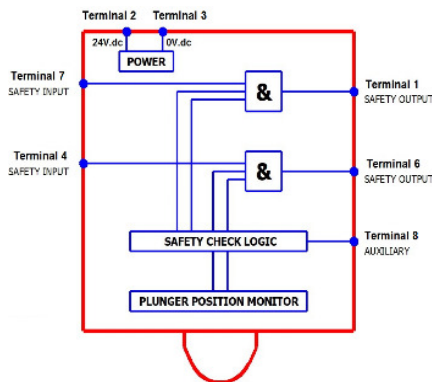 Terminal 2 Terminal 3
24V.dc 0V.dc
POWER
Terminal 7
SAFETY INPUT
&
Terminal 1
SAFETY OUTPUT
Terminal 4
SAFETY INPUT
&
Terminal 6
SAFETY OUTPUT
SAFETY CHECK LOGIC
Terminal 8
AUXILIARY
PLUNGER POSITION MONITOR